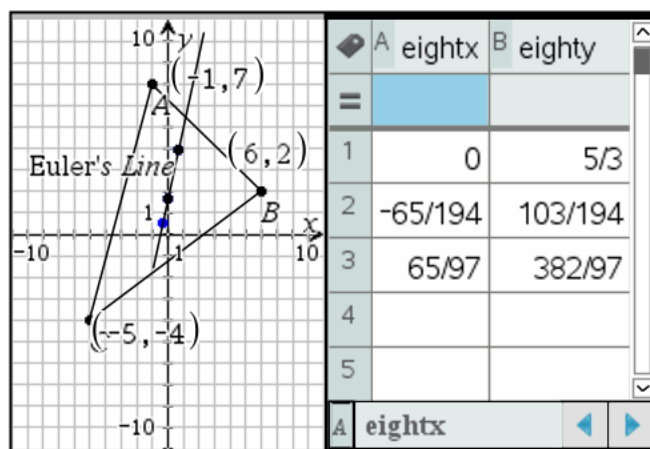 10 y
(-1,7)
A
Euler's Line
(6,2)
B
1
x
-10
1
10
(-5,-4)
-10
A eightx B eighty
=
1 0 5/3
2 -65/194 103/194
3 65/97 382/97
4
5
A eightx